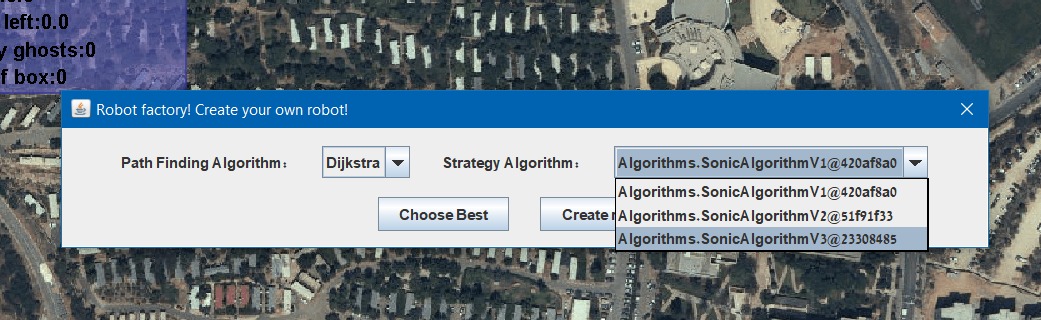 left:0.0
y ghosts:0
f box:0
Robot factory! Create your own robot!
Path Finding Algorithm: Dijkstra Strategy Algorithm: Algorithms.SonicAlgorithmV1@420af8a0
Algorithms.SonicAlgorithmV1@420af8a0
Choose Best Create Algorithms.SonicAlgorithmV2@51f91f33
Algorithms.SonicAlgorithmV3@23308485